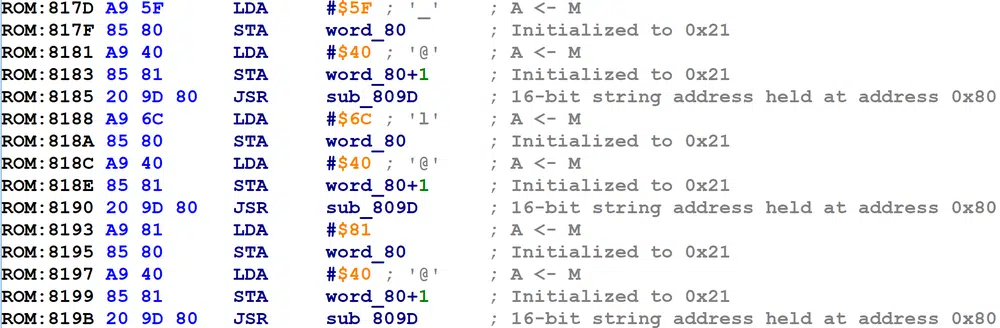 ROM:817D A9 5F LDA #$5F ; '_' ; A <- M
ROM:817F 85 80 STA word_80 ; Initialized to 0x21
ROM:8181 A9 40 LDA #$40 ; '@' ; A <- M
ROM:8183 85 81 STA word_80+1 ; Initialized to 0x21
ROM:8185 20 9D 80 JSR sub_809D ; 16-bit string address held at address 0x80
ROM:8188 A9 6C LDA #$6C ; 'l' ; A <- M
ROM:818A 85 80 STA word_80 ; Initialized to 0x21
ROM:818C A9 40 LDA #$40 ; '@' ; A <- M
ROM:818E 85 81 STA word_80+1 ; Initialized to 0x21
ROM:8190 20 9D 80 JSR sub_809D ; 16-bit string address held at address 0x80
ROM:8193 A9 81 LDA #$81 ; A <- M
ROM:8195 85 80 STA word_80 ; Initialized to 0x21
ROM:8197 A9 40 LDA #$40 ; '@' ; A <- M
ROM:8199 85 81 STA word_80+1 ; Initialized to 0x21
ROM:819B 20 9D 80 JSR sub_809D ; 16-bit string address held at address 0x80